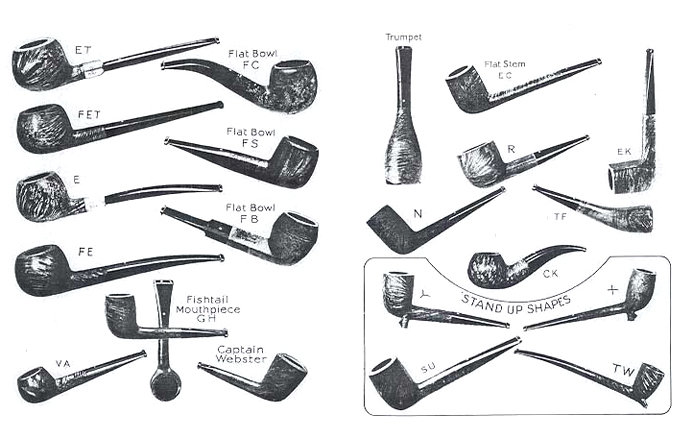 ET
Flat Bowl
FC
FET
Flat Bowl
FS
E
Flat Bowl
FB
FE
Fishtail
Mouthpiece
GH
VA
Captain
Webster
Trumpet
Flat Stem
EC
R
EK
N
TF
CK
STAND UP SHAPES
Y
X
SU
TW